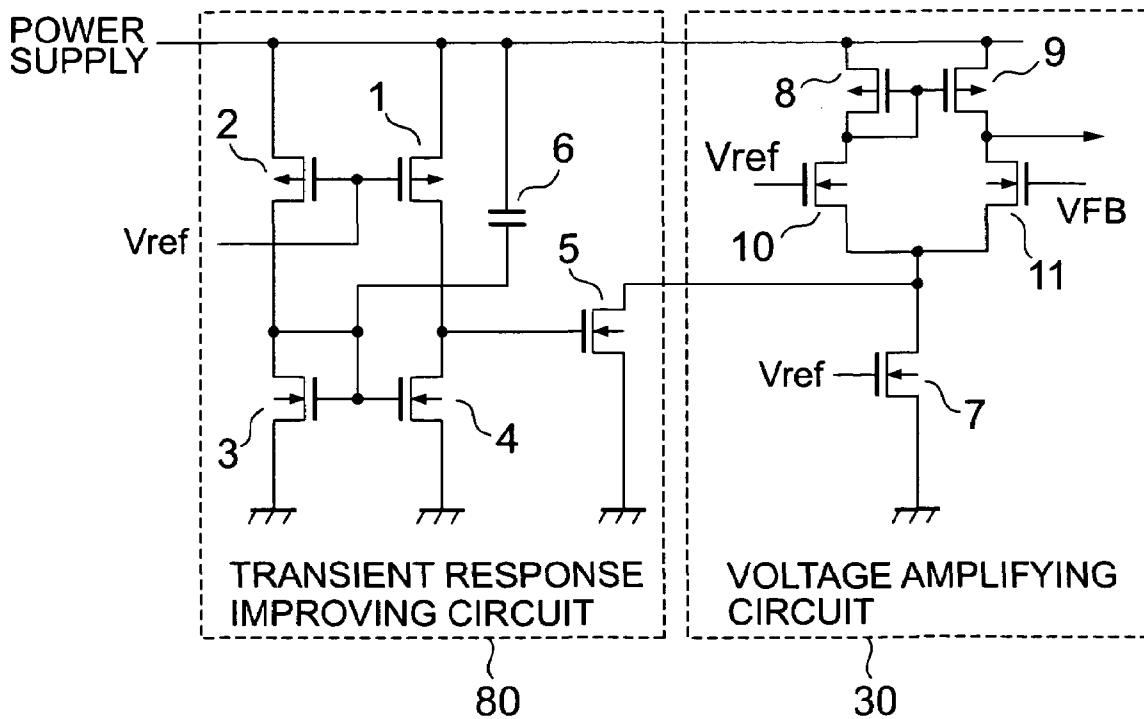 POWER
SUPPLY
2
1
6
Vref
5
3
4
TRANSIENT RESPONSE
IMPROVING CIRCUIT
80
8
9
Vref
VFB
10
11
Vref
7
VOLTAGE AMPLIFYING
CIRCUIT
30